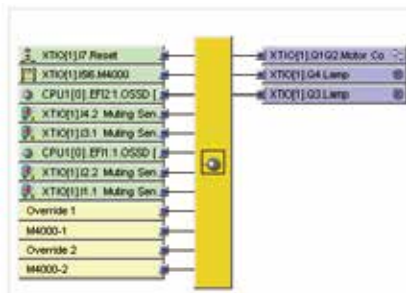 XTIO[1].I7.Reset
XTIO[1].I5I6.M4000
CPU1[0].EFI2.1.OSSD [
XTIO[1].I4.2 Muting Sen
XTIO[1].I3.1 Muting Sen
CPU1[0].EFI1.1.OSSD [
XTIO[1].I2.2 Muting Sen
XTIO[1].I1.1 Muting Sen
Override 1
M4000-1
Override 2
M4000-2
XTIO[1].Q1Q2.Motor Co
XTIO[1].Q4.Lamp
XTIO[1].Q3.Lamp